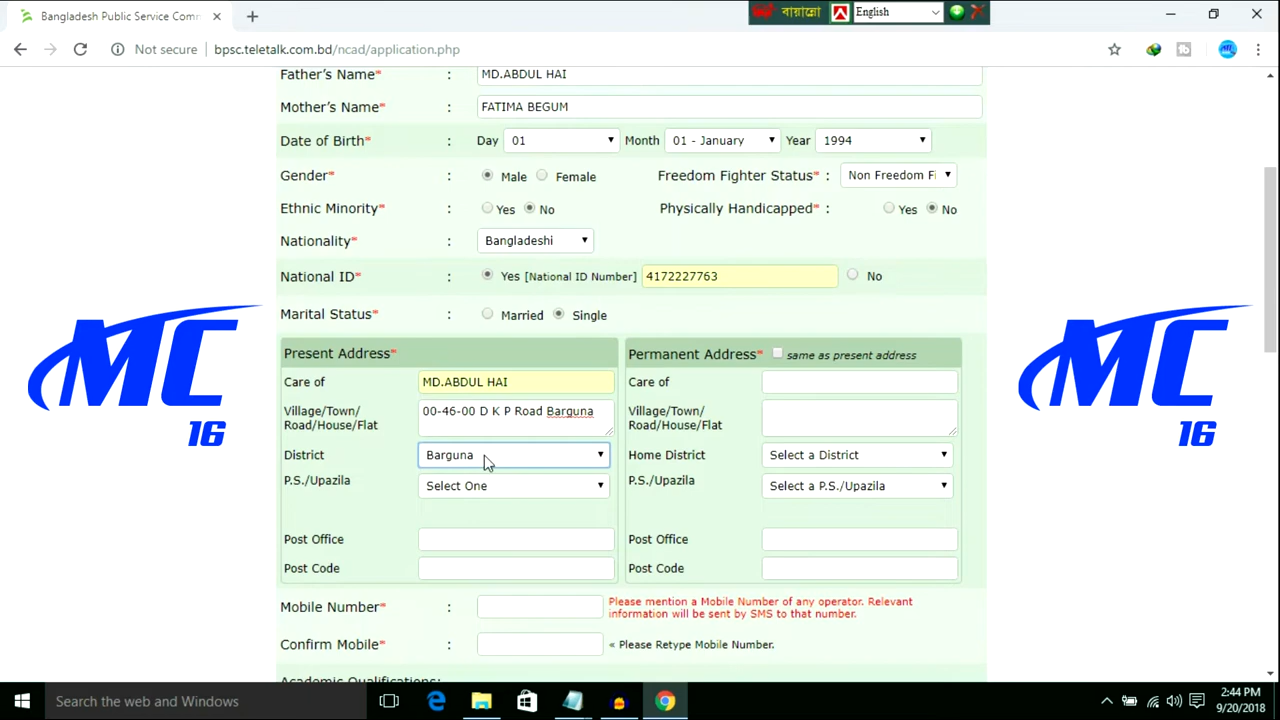 Bangladesh Public Service Comm
বায়ান্নো
English
Not secure
bpsc.teletalk.com.bd/ncad/application.php
Father's Name* : MD.ABDUL HAI
Mother's Name* : FATIMA BEGUM
Date of Birth* : Day 01 Month 01 - January Year 1994
Gender* : Male Female Freedom Fighter Status* : Non Freedom Fi
Ethnic Minority* : Yes No Physically Handicapped* : Yes No
Nationality* : Bangladeshi
National ID* : Yes [National ID Number] 4172227763 No
Marital Status* : Married Single
MC
16
MC
16
Present Address*
Care of MD.ABDUL HAI
Village/Town/
Road/House/Flat
00-46-00 D K P Road Barguna
District Barguna
P.S./Upazila Select One
Post Office
Post Code
Permanent Address* same as present address
Care of
Village/Town/
Road/House/Flat
Home District Select a District
P.S./Upazila Select a P.S./Upazila
Post Office
Post Code
Mobile Number* : Please mention a Mobile Number of any operator. Relevant
information will be sent by SMS to that number.
Confirm Mobile* : « Please Retype Mobile Number.
Academic Qualifications:
Search the web and Windows
2:44 PM
9/20/2018